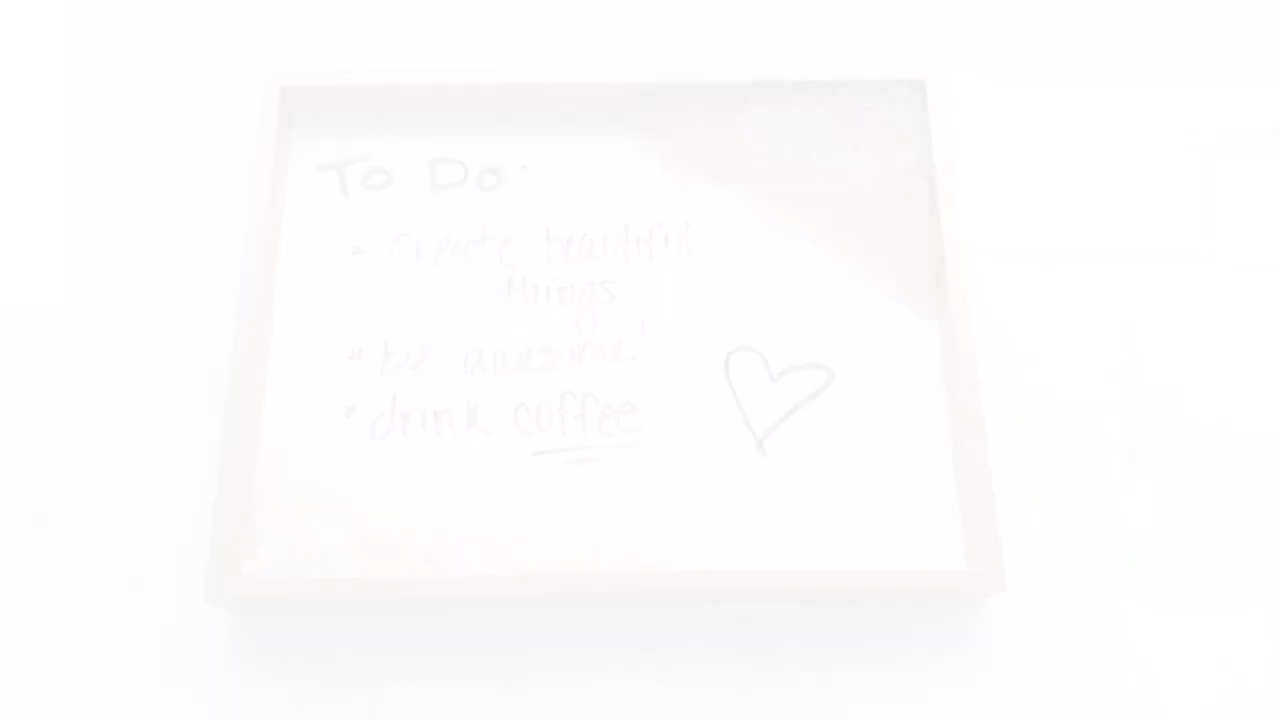 To Do:
• create beautiful
things
• be awesome!
• drink coffee